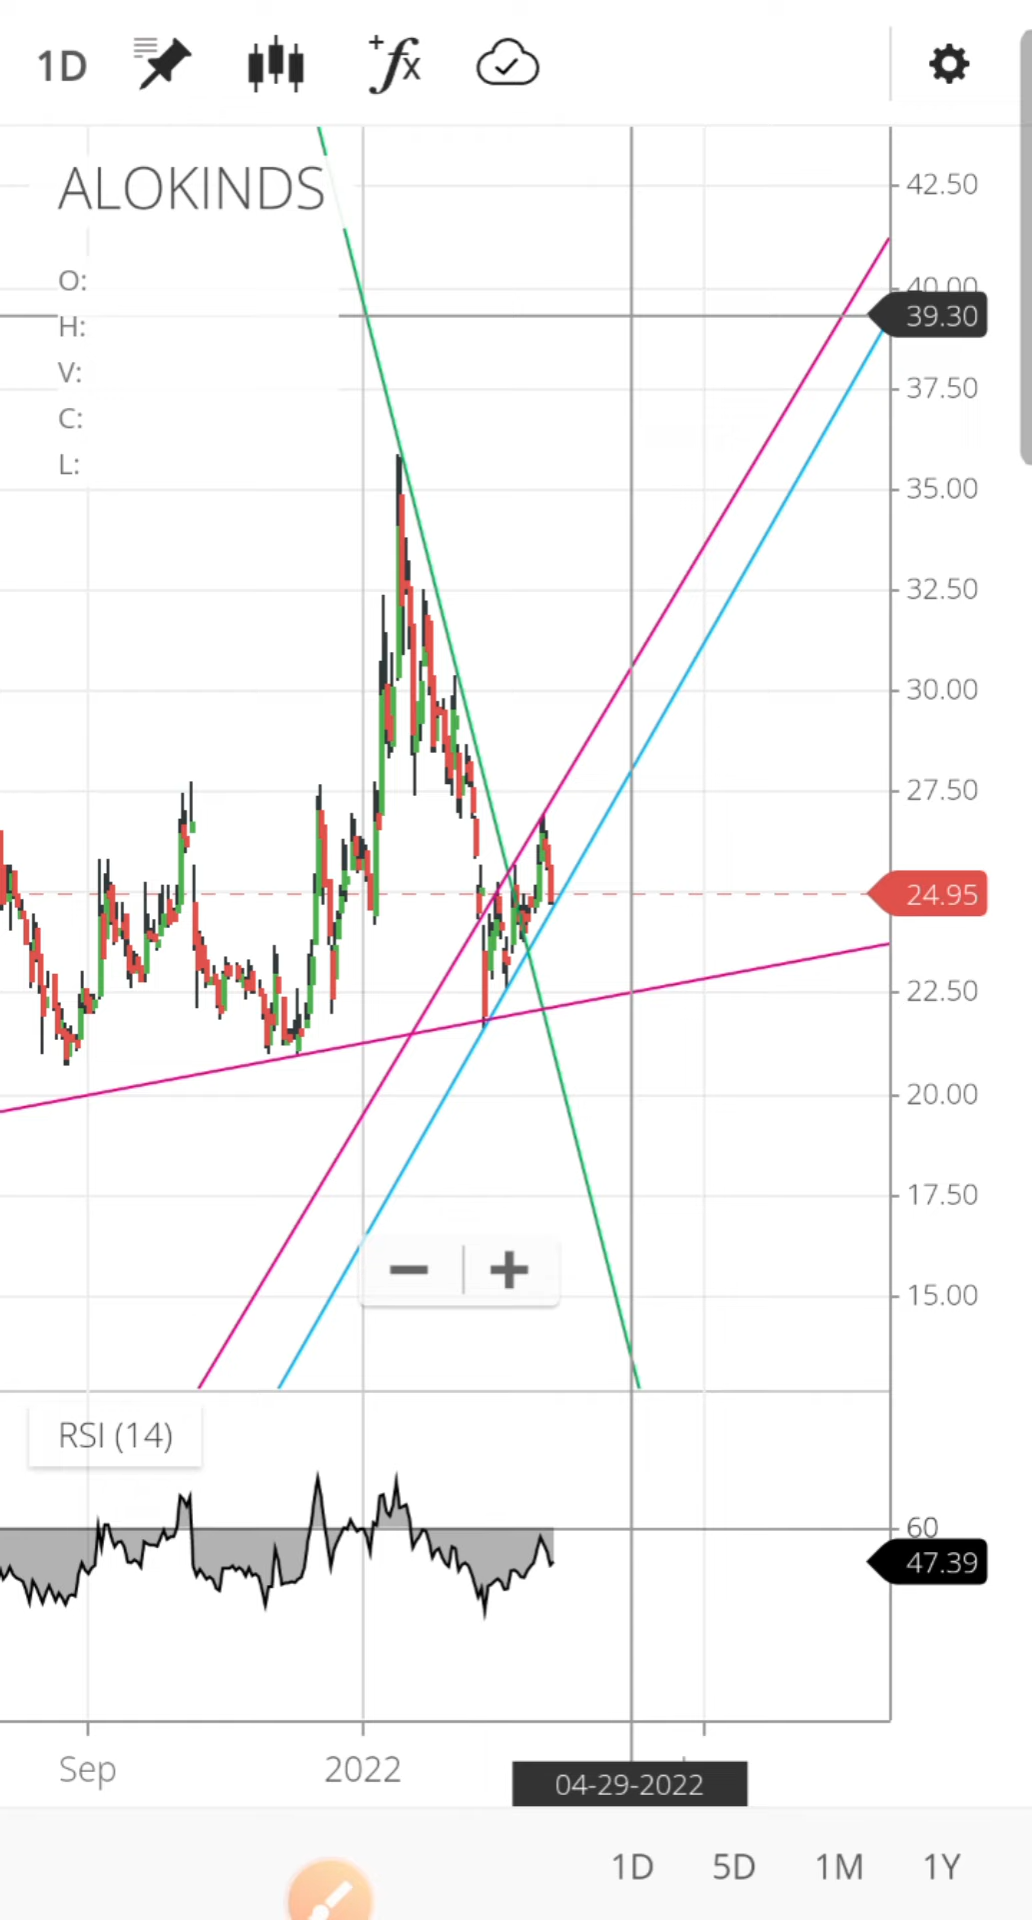 1D
+fx
ALOKINDS
O:
H:
V:
C:
L:
42.50
40.00
39.30
37.50
35.00
32.50
30.00
27.50
24.95
22.50
20.00
17.50
15.00
RSI (14)
60
47.39
Sep 2022 04-29-2022
1D 5D 1M 1Y